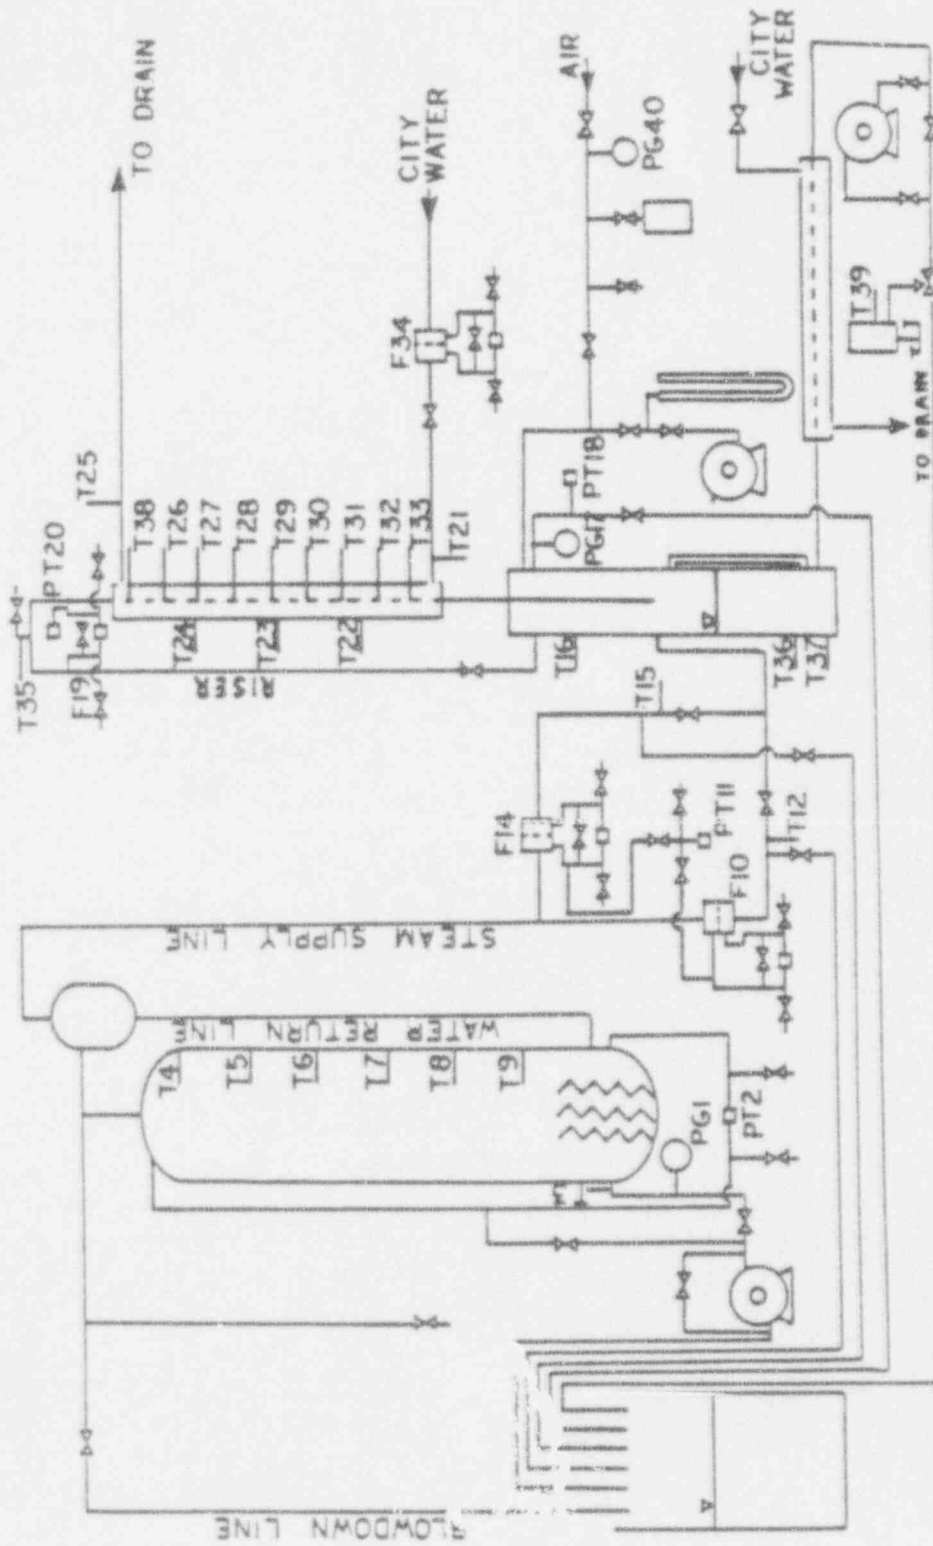 TO DRAIN
CITY WATER
AIR
PG40
CITY WATER
F34
T39
TO DRAIN
T25
PT20
T35
F19
T38
T26
T27
T28
T29
T30
T31
T32
T33
T21
T24
T23
T22
RISER
PT18
PG17
T16
T36
T37
T15
F14
PT11
F10
T12
STEAM SUPPLY LINE
WATER RETURN LINE
T4
T5
T6
T7
T8
T9
PG1
PT2
BLOWDOWN LINE